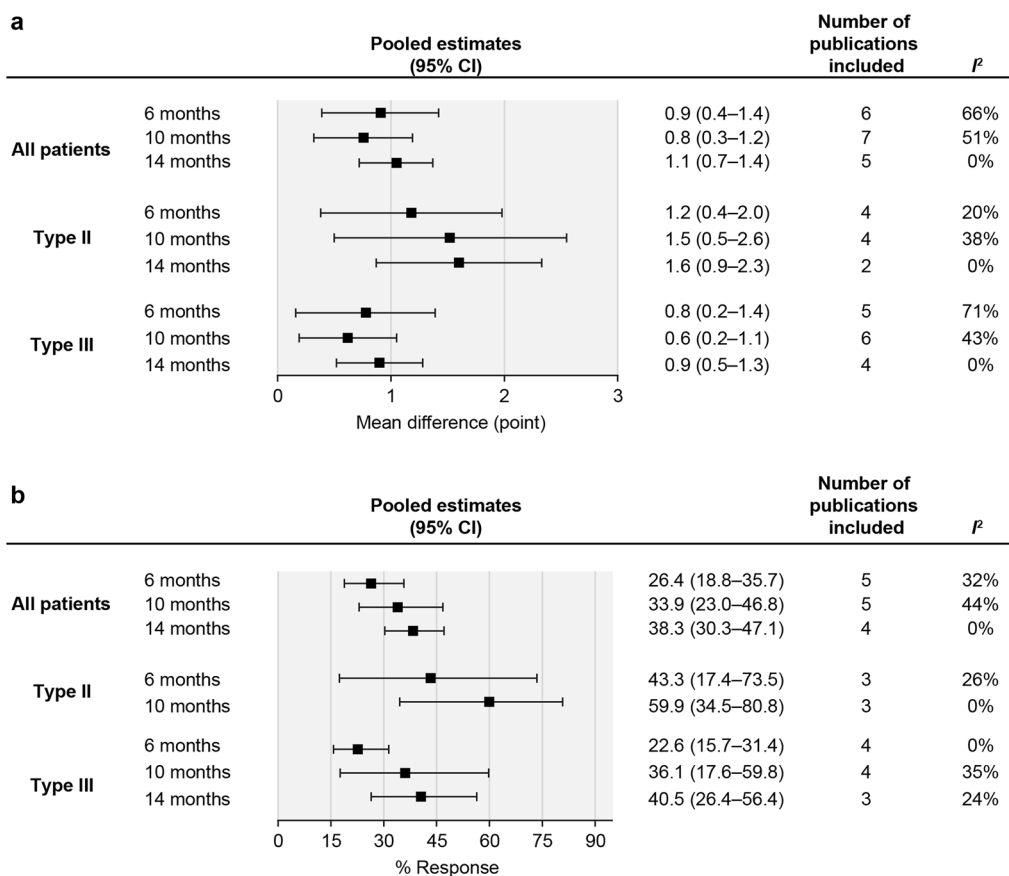 a
Pooled estimates
(95% CI)
Number of
publications
included
I²
All patients
6 months 0.9 (0.4–1.4) 6 66%
10 months 0.8 (0.3–1.2) 7 51%
14 months 1.1 (0.7–1.4) 5 0%
Type II
6 months 1.2 (0.4–2.0) 4 20%
10 months 1.5 (0.5–2.6) 4 38%
14 months 1.6 (0.9–2.3) 2 0%
Type III
6 months 0.8 (0.2–1.4) 5 71%
10 months 0.6 (0.2–1.1) 6 43%
14 months 0.9 (0.5–1.3) 4 0%
0 1 2 3
Mean difference (point)
b
Pooled estimates
(95% CI)
Number of
publications
included
I²
All patients
6 months 26.4 (18.8–35.7) 5 32%
10 months 33.9 (23.0–46.8) 5 44%
14 months 38.3 (30.3–47.1) 4 0%
Type II
6 months 43.3 (17.4–73.5) 3 26%
10 months 59.9 (34.5–80.8) 3 0%
Type III
6 months 22.6 (15.7–31.4) 4 0%
10 months 36.1 (17.6–59.8) 4 35%
14 months 40.5 (26.4–56.4) 3 24%
0 15 30 45 60 75 90
% Response